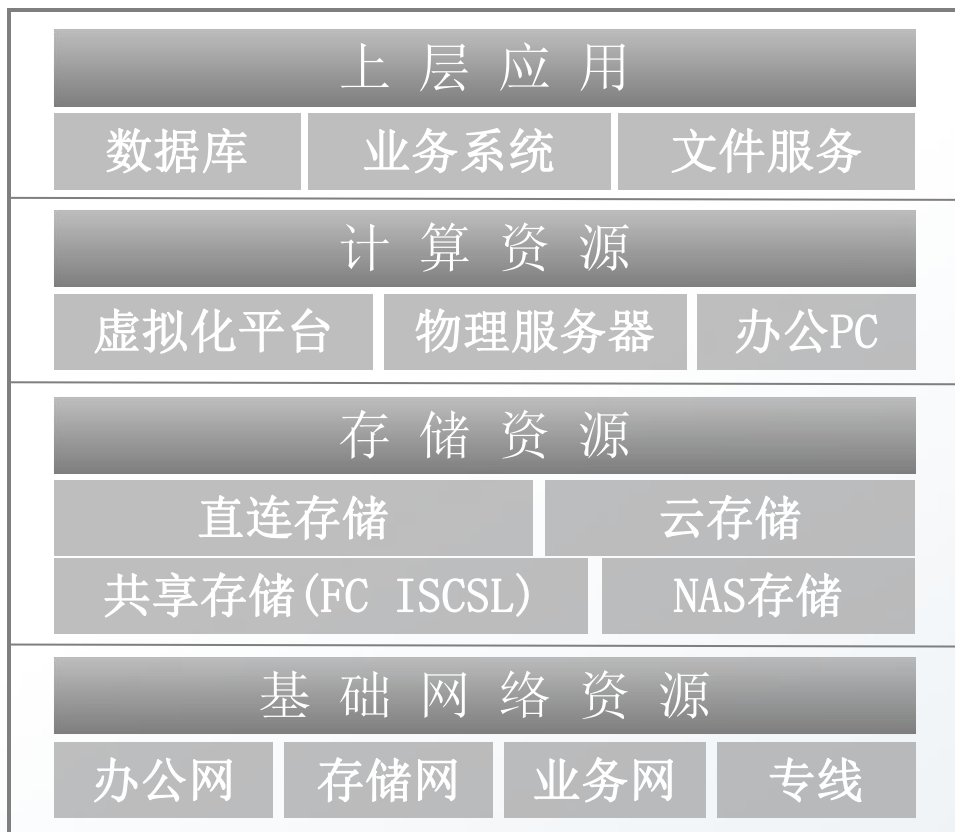 上层应用
数据库 业务系统 文件服务
计算资源
虚拟化平台 物理服务器 办公PC
存储资源
直连存储 云存储
共享存储(FC ISCSL) NAS存储
基础网络资源
办公网 存储网 业务网 专线